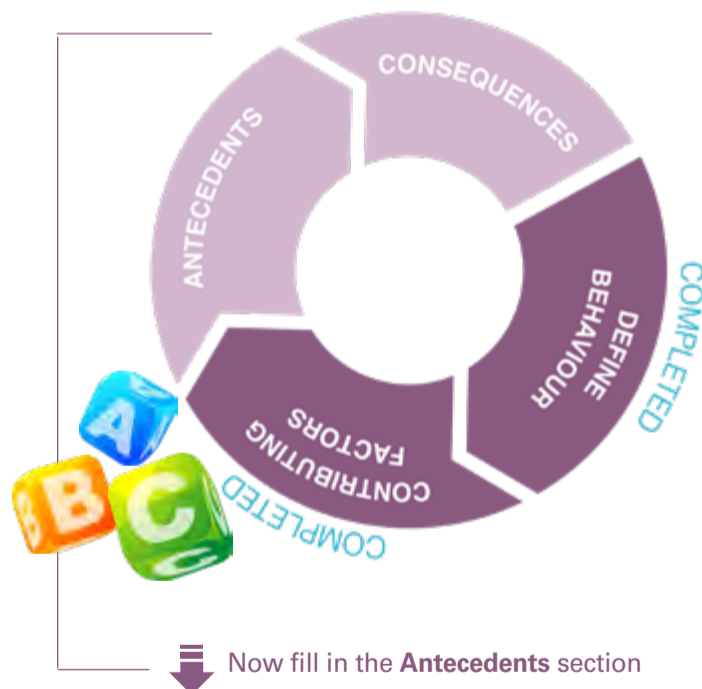 CONSEQUENCES
ANTECEDENTS
DEFINE
BEHAVIOUR
COMPLETED
CONTRIBUTING
FACTORS
COMPLETED
A
B
C
Now fill in the Antecedents section